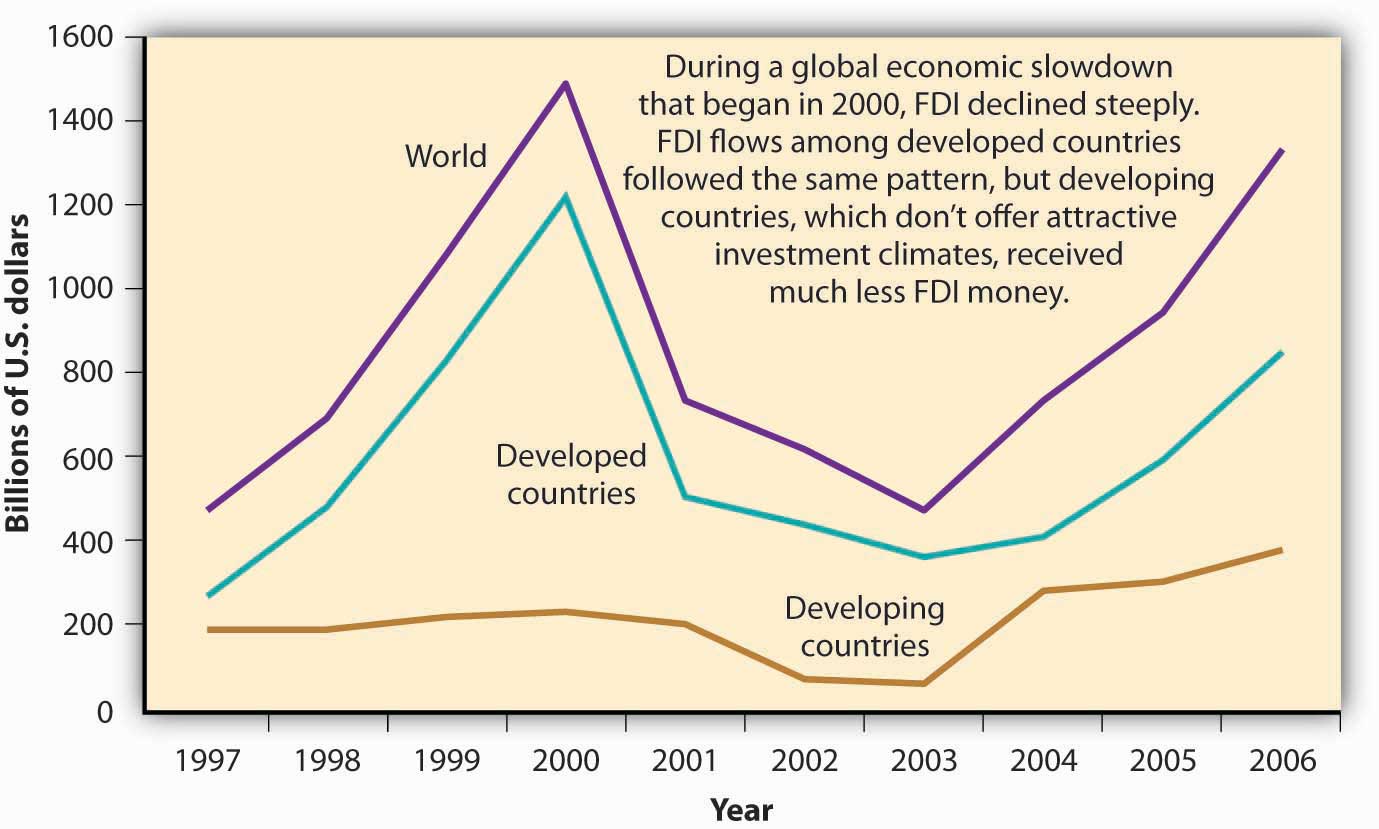 1600
1400
1200
1000
800
600
400
200
0
Billions of U.S. dollars
During a global economic slowdown
that began in 2000, FDI declined steeply.
FDI flows among developed countries
followed the same pattern, but developing
countries, which don’t offer attractive
investment climates, received
much less FDI money.
World
Developed
countries
Developing
countries
1997 1998 1999 2000 2001 2002 2003 2004 2005 2006
Year